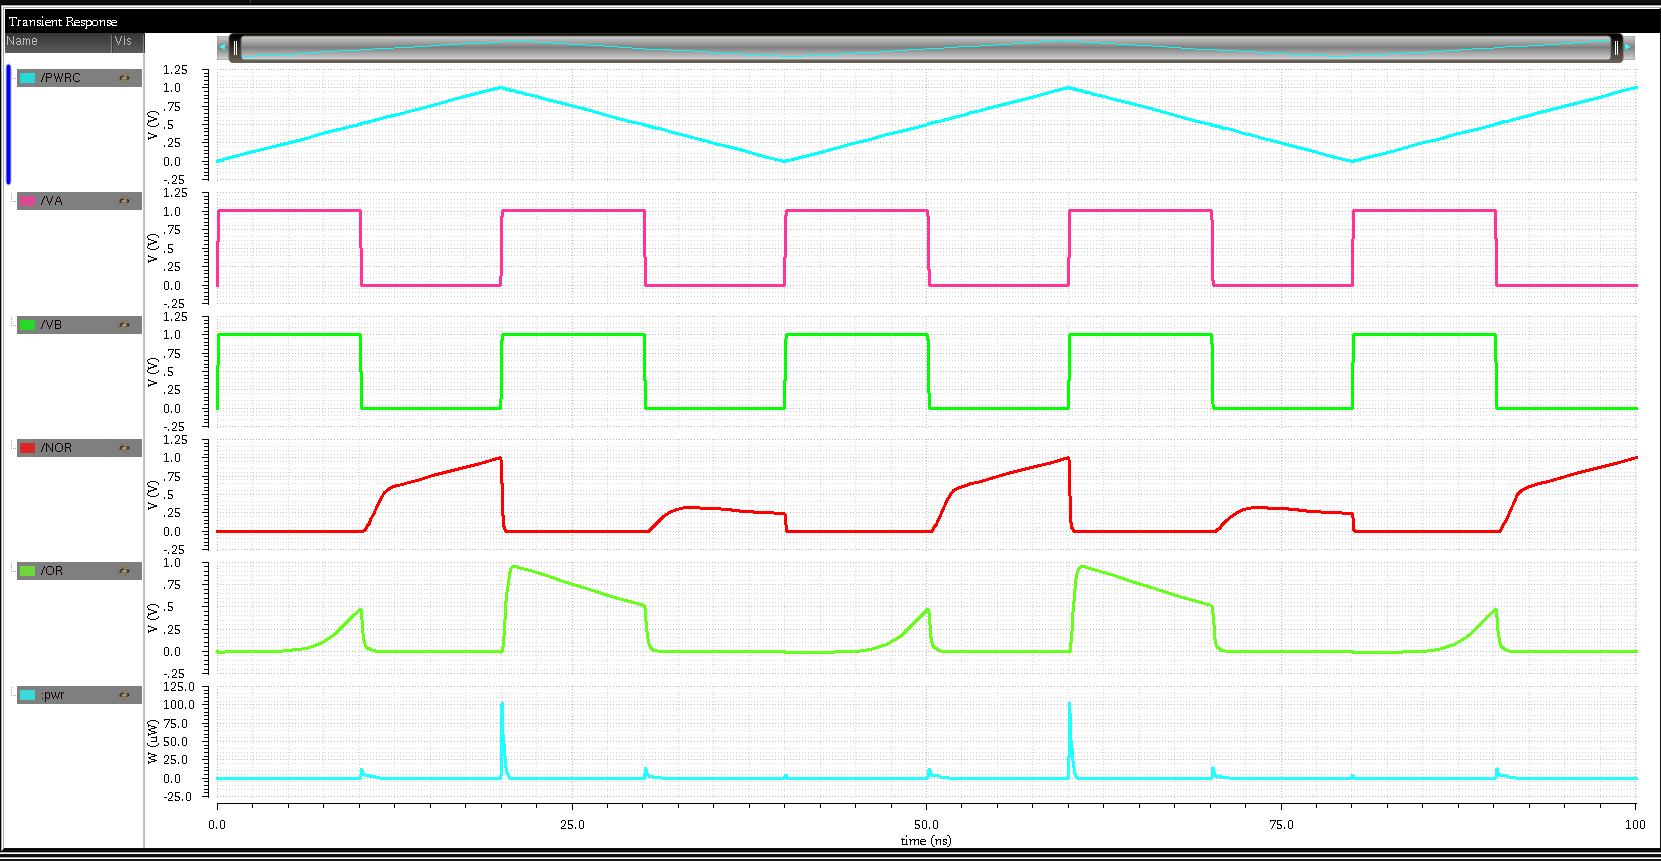 Transient Response
Name Vis
/PWRC
1.25
1.0
.75
.5
.25
0.0
-.25
V (V)
/VA
1.25
1.0
.75
.5
.25
0.0
-.25
V (V)
/VB
1.25
1.0
.75
.5
.25
0.0
-.25
V (V)
/NOR
1.25
1.0
.75
.5
.25
0.0
-.25
V (V)
/OR
1.0
.75
.5
.25
0.0
-.25
V (V)
:pwr
125.0
100.0
75.0
50.0
25.0
0.0
-25.0
W (uW)
0.0 25.0 50.0 75.0 100
time (ns)